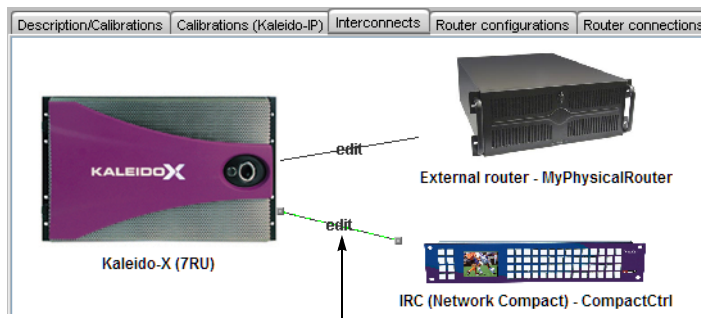 Description/Calibrations Calibrations (Kaleido-IP) Interconnects Router configurations Router connections
KALEIDOX
edit
External router - MyPhysicalRouter
edit
Kaleido-X (7RU)
IRC (Network Compact) - CompactCtrl